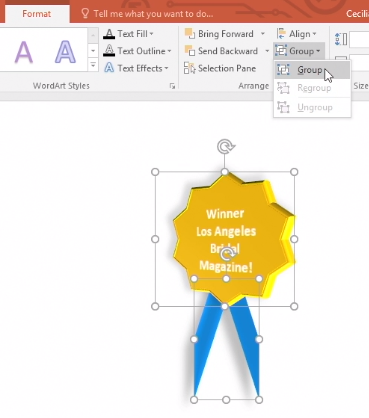 Format
Tell me what you want to do...
Cecilia
Text Fill
Text Outline
Text Effects
WordArt Styles
Bring Forward
Send Backward
Selection Pane
Arrange
Align
Group
Size
Group
Regroup
Ungroup
Winner
Los Angeles
Bridal
Magazine!